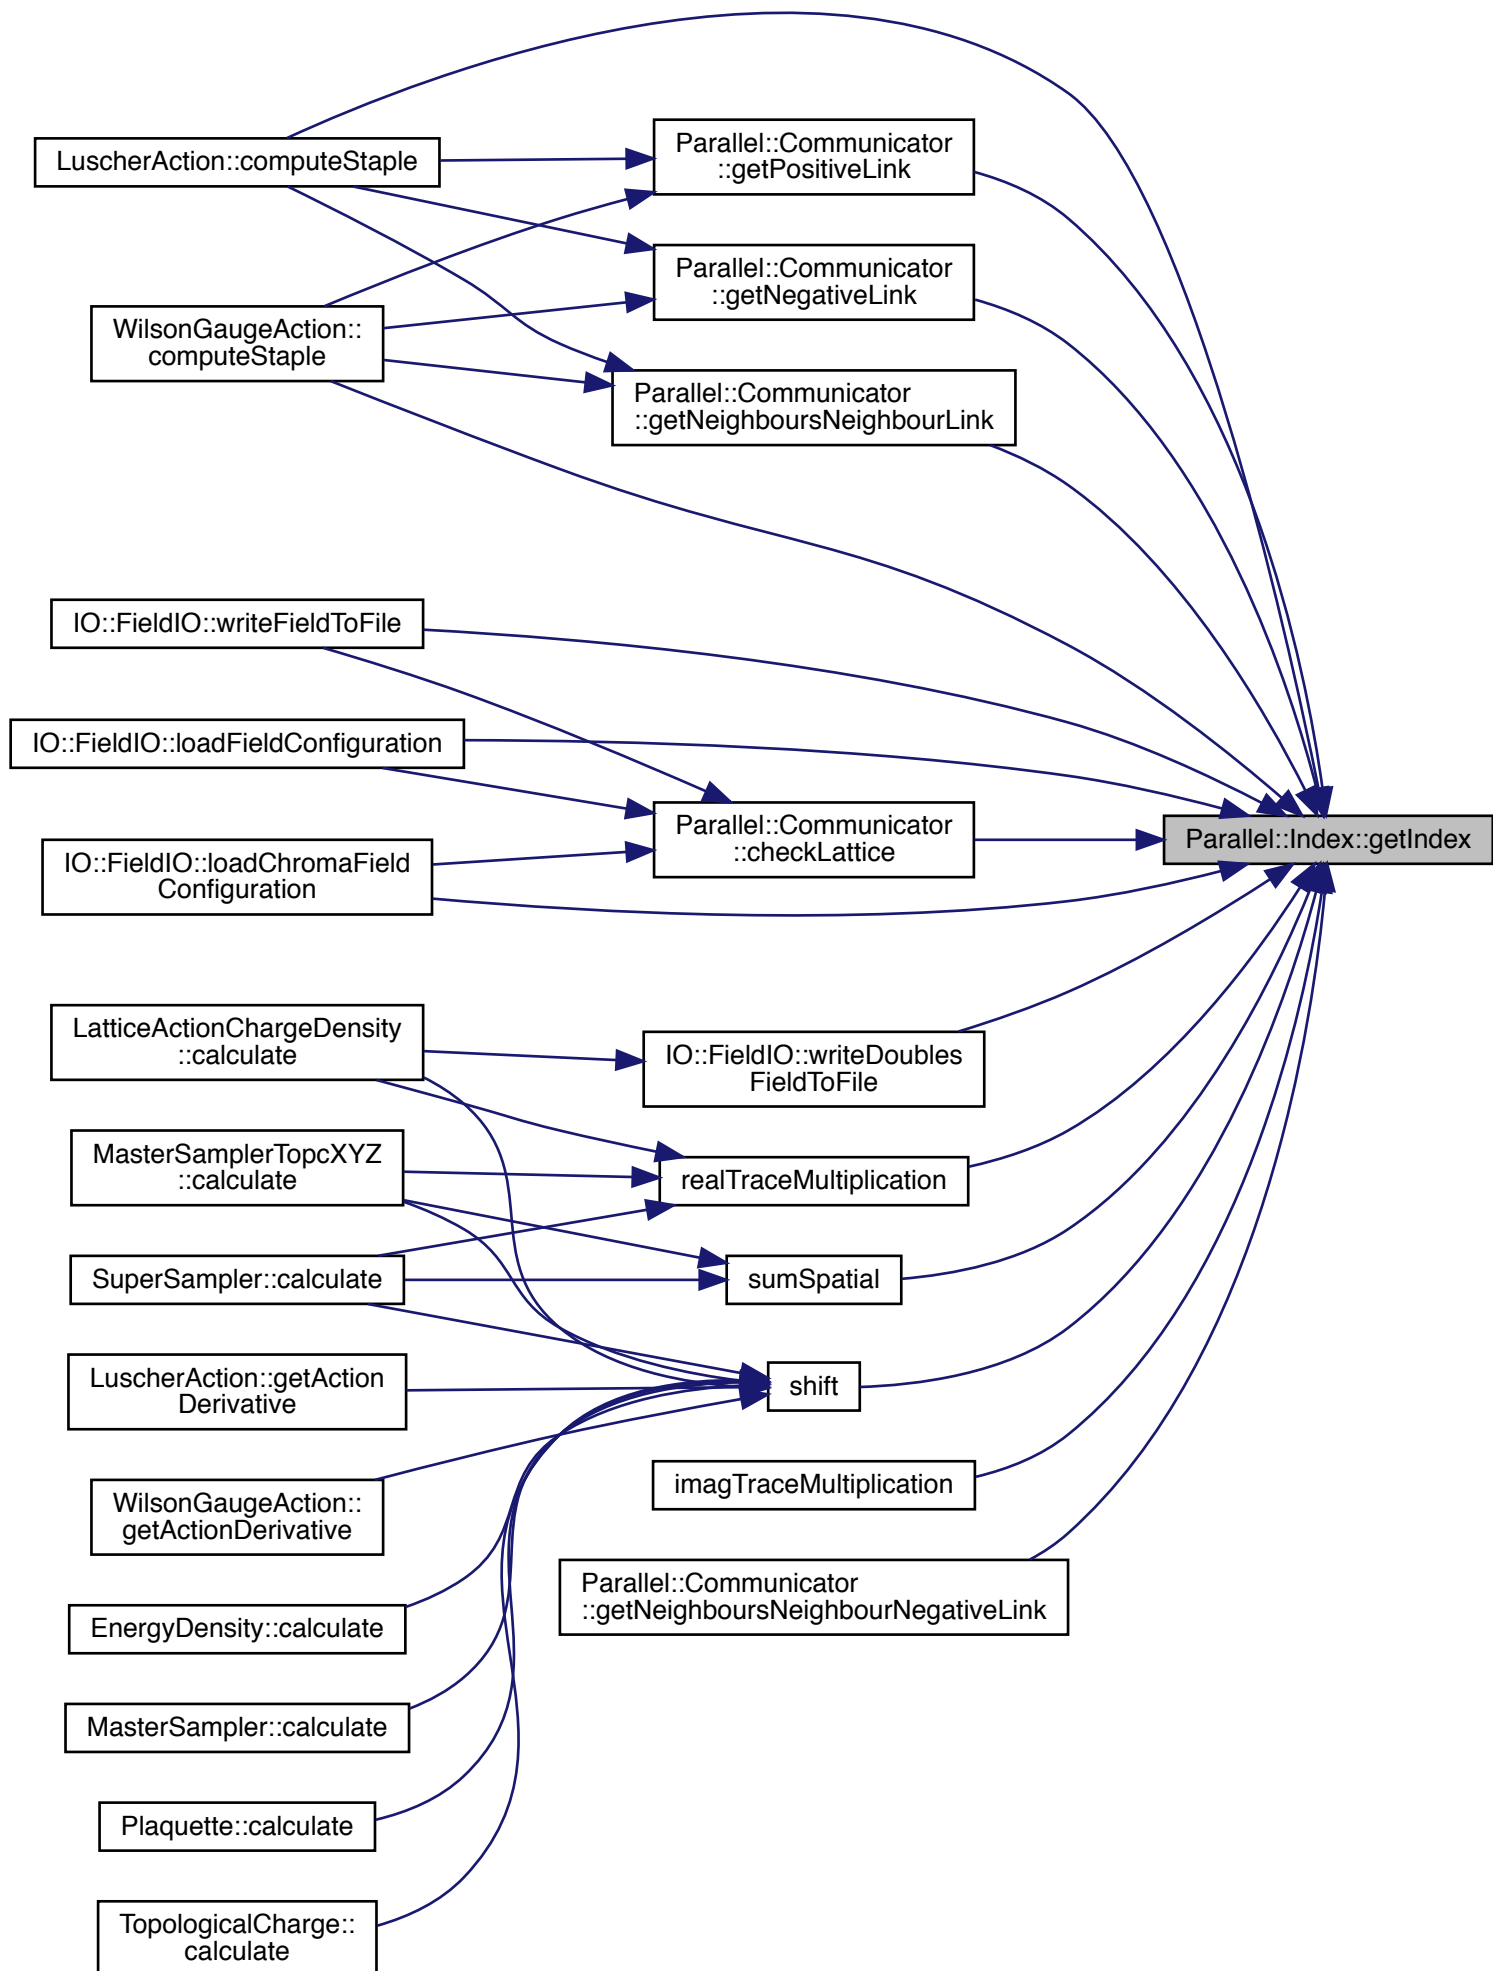 LuscherAction::computeStaple
Parallel::Communicator
::getPositiveLink
Parallel::Communicator
::getNegativeLink
WilsonGaugeAction::
computeStaple
Parallel::Communicator
::getNeighboursNeighbourLink
IO::FieldIO::writeFieldToFile
IO::FieldIO::loadFieldConfiguration
Parallel::Communicator
::checkLattice
Parallel::Index::getIndex
IO::FieldIO::loadChromaField
Configuration
LatticeActionChargeDensity
::calculate
IO::FieldIO::writeDoubles
FieldToFile
MasterSamplerTopcXYZ
::calculate
realTraceMultiplication
SuperSampler::calculate
sumSpatial
LuscherAction::getAction
Derivative
shift
imagTraceMultiplication
WilsonGaugeAction::
getActionDerivative
Parallel::Communicator
::getNeighboursNeighbourNegativeLink
EnergyDensity::calculate
MasterSampler::calculate
Plaquette::calculate
TopologicalCharge::
calculate